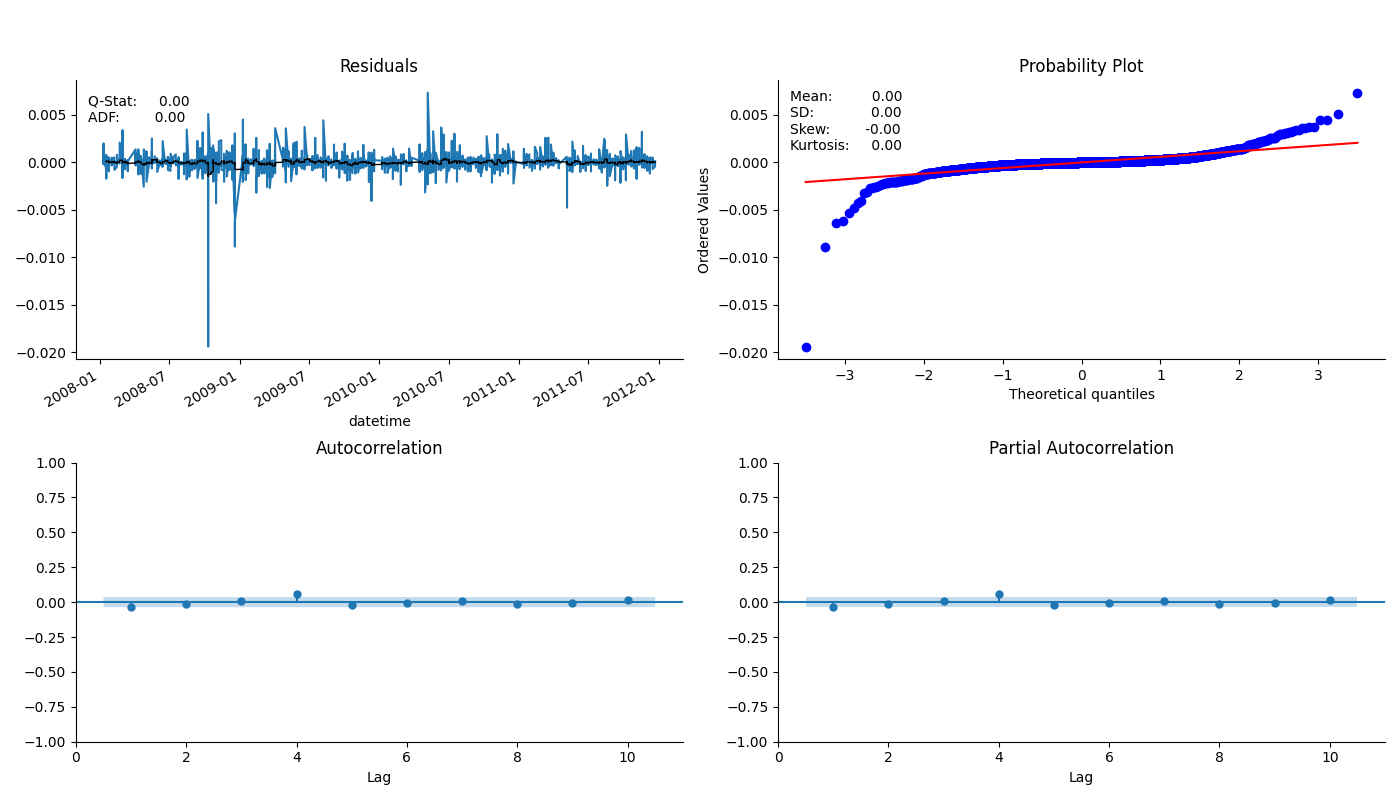 Residuals
Q-Stat: 0.00
ADF: 0.00
0.005
0.000
−0.005
−0.010
−0.015
−0.020
2008-01
2008-07
2009-01
2009-07
2010-01
2010-07
2011-01
2011-07
2012-01
datetime
Probability Plot
Mean: 0.00
SD: 0.00
Skew: -0.00
Kurtosis: 0.00
Ordered Values
0.005
0.000
−0.005
−0.010
−0.015
−0.020
−3 −2 −1 0 1 2 3
Theoretical quantiles
Autocorrelation
1.00
0.75
0.50
0.25
0.00
−0.25
−0.50
−0.75
−1.00
0 2 4 6 8 10
Lag
Partial Autocorrelation
1.00
0.75
0.50
0.25
0.00
−0.25
−0.50
−0.75
−1.00
0 2 4 6 8 10
Lag